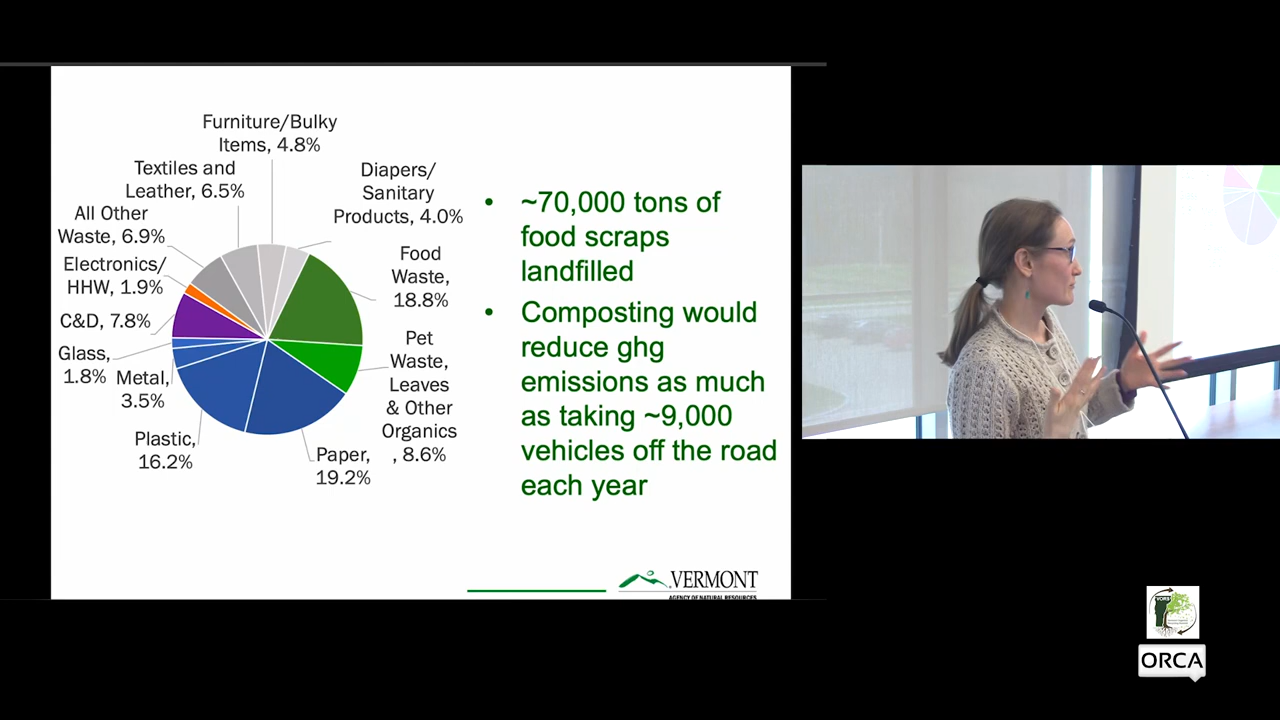 Furniture/Bulky
Items, 4.8%
Textiles and
Leather, 6.5%
Diapers/
Sanitary
Products, 4.0%
All Other
Waste, 6.9%
Food
Waste,
18.8%
Electronics/
HHW, 1.9%
C&D, 7.8%
Pet
Waste,
Leaves
& Other
Organics
, 8.6%
Glass,
1.8%
Metal,
3.5%
Plastic,
16.2%
Paper,
19.2%
• ~70,000 tons of
food scraps
landfilled
• Composting would
reduce ghg
emissions as much
as taking ~9,000
vehicles off the road
each year
VERMONT
AGENCY OF NATURAL RESOURCES
ORCA